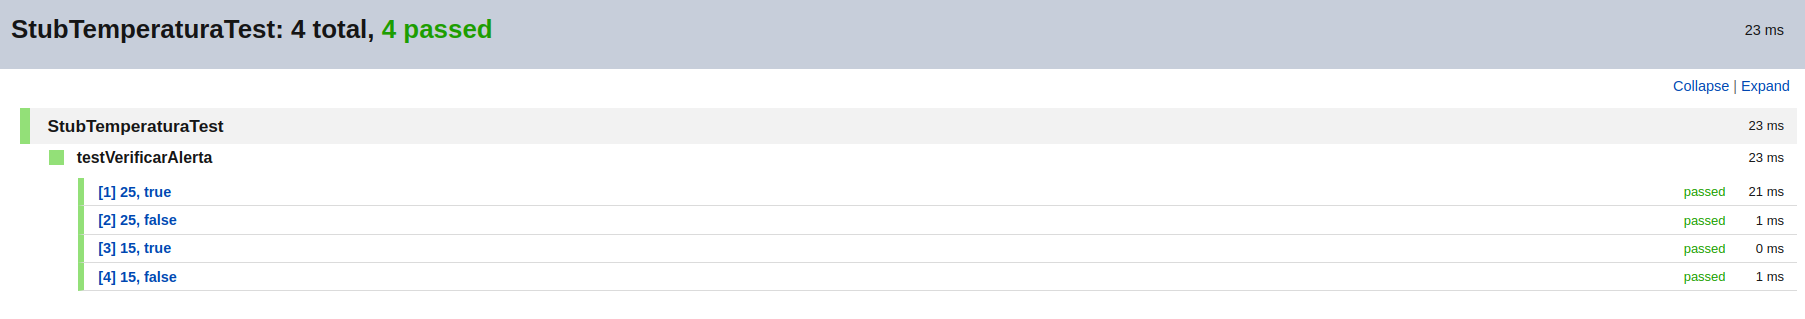 StubTemperaturaTest: 4 total, 4 passed 23 ms
Collapse | Expand
StubTemperaturaTest 23 ms
testVerificarAlerta 23 ms
[1] 25, true passed 21 ms
[2] 25, false passed 1 ms
[3] 15, true passed 0 ms
[4] 15, false passed 1 ms